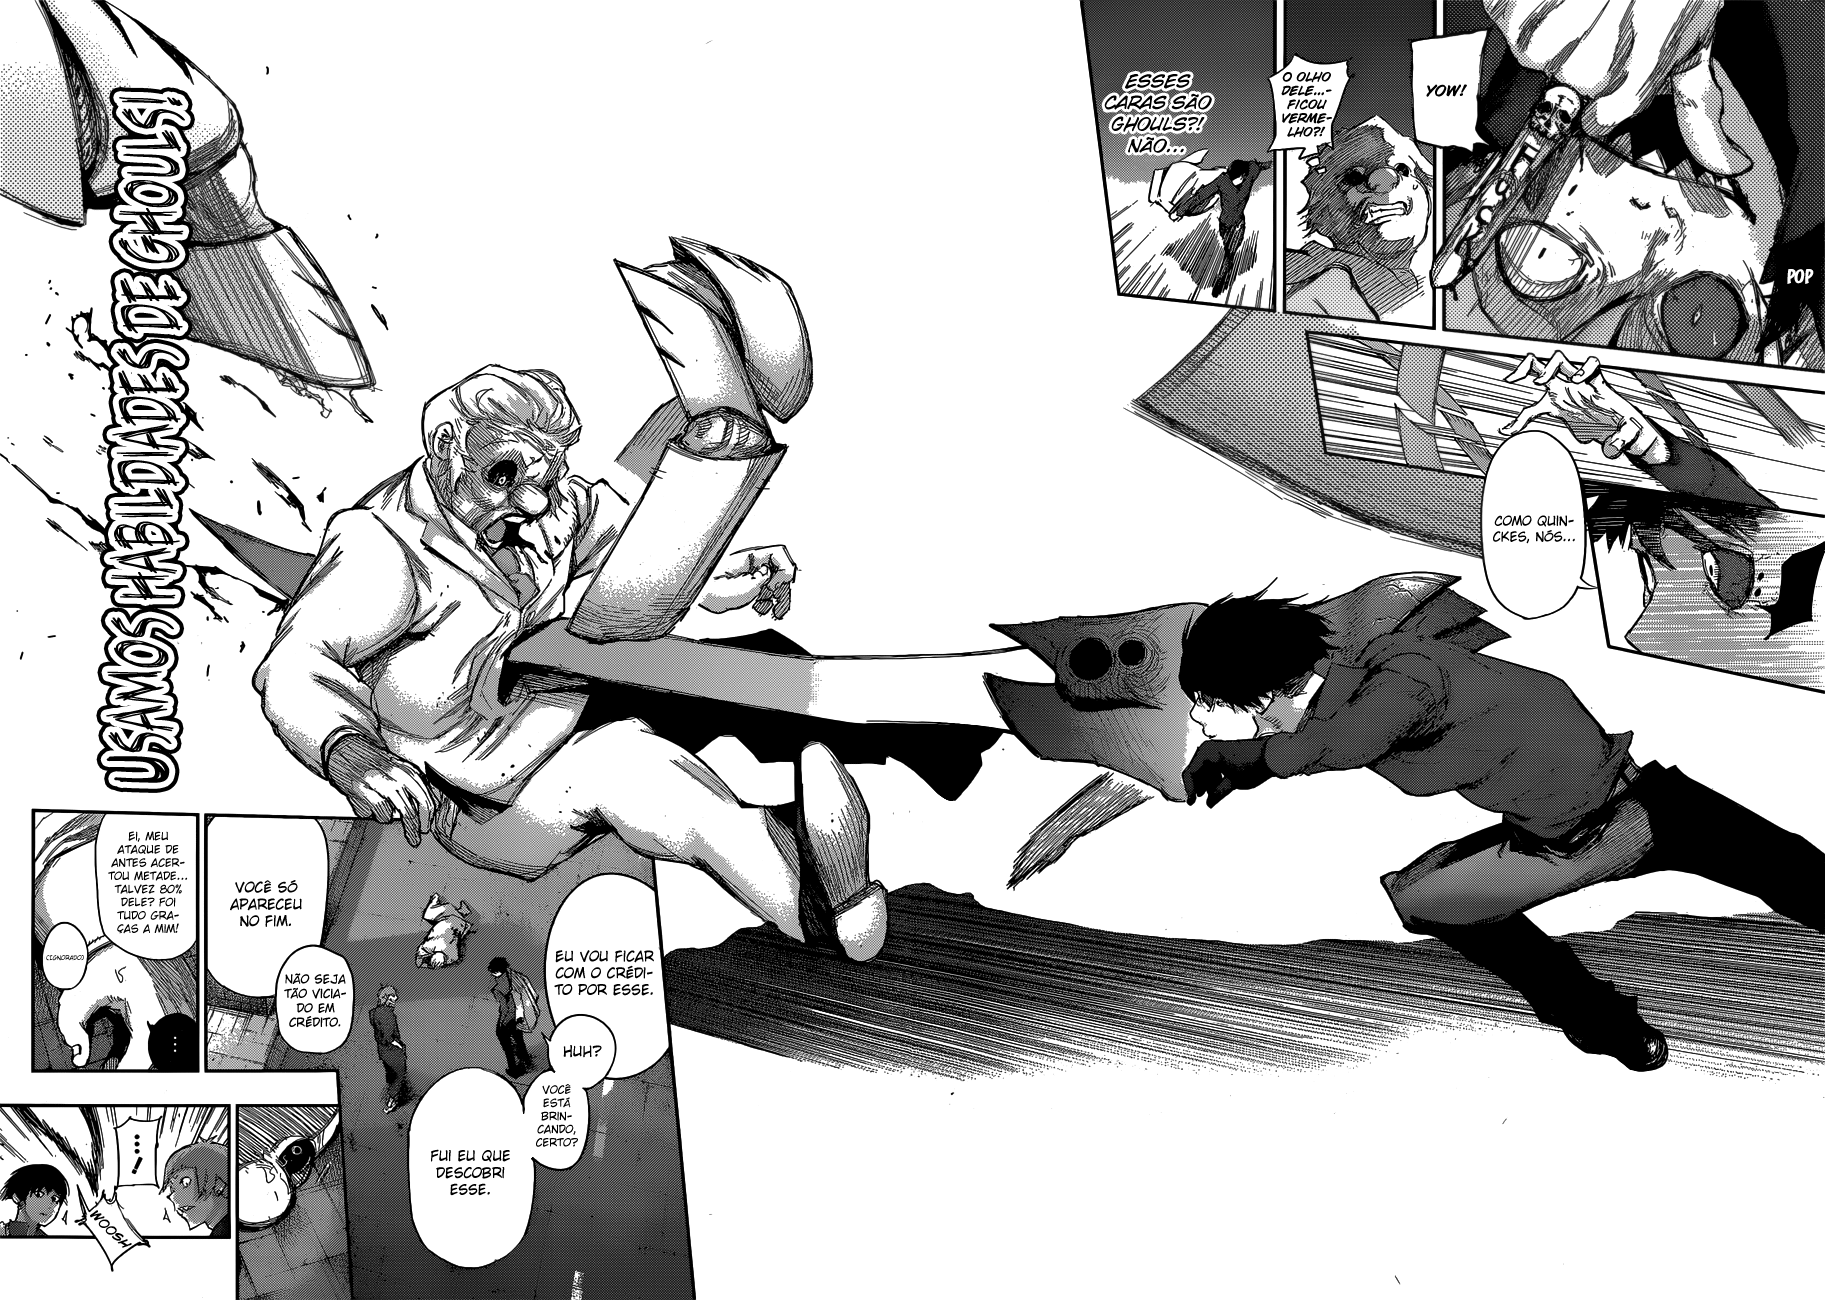 YOW!
POP
O OLHO
DELE...-
FICOU
VERME-
LHO?!
ESSES
CARAS SÃO
GHOULS?!
NÃO...
COMO QUIN-
CKES, NÓS...
USAMOS HABILDIADES DE GHOULS!
EU VOU FICAR
COM O CRÉDI-
TO POR ESSE.
HUH?
VOCÊ
ESTÁ
BRIN-
CANDO,
CERTO?
FUI EU QUE
DESCOBRI
ESSE.
VOCÊ SÓ
APARECEU
NO FIM.
NÃO SEJA
TÃO VICIA-
DO EM
CRÉDITO.
EI, MEU
ATAQUE DE
ANTES ACER-
TOU METADE...
TALVEZ 80%
DELE? FOI
TUDO GRA-
ÇAS A MIM!
(IGNORADO)
...
...!
WOOSH